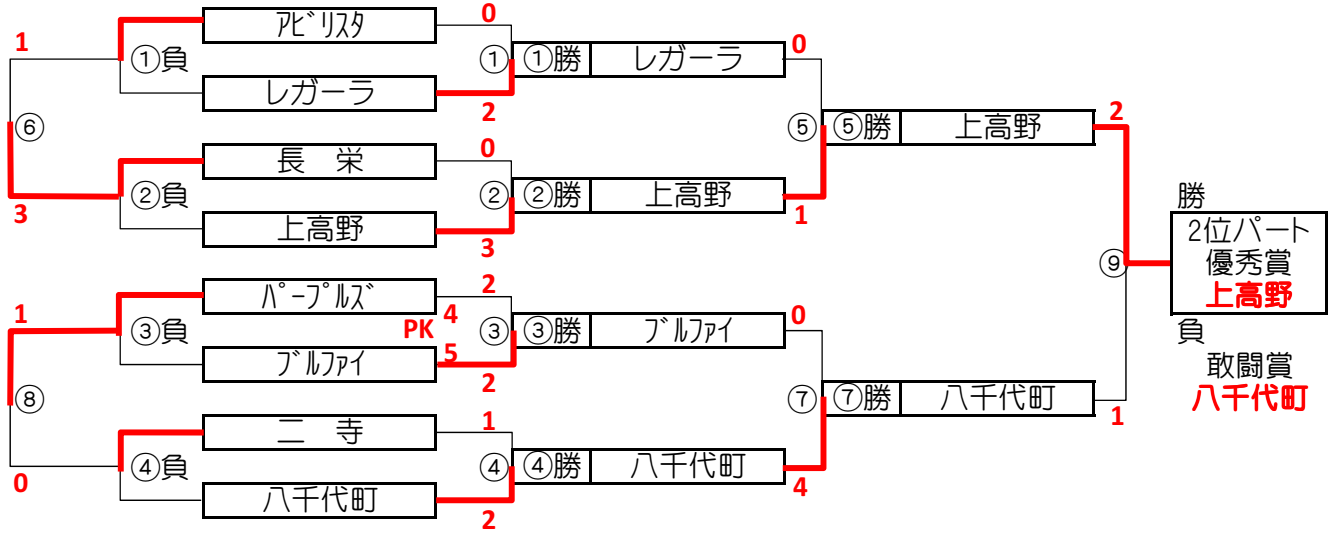 アビリスタ
0
1
①負
①
①勝
レガーラ
0
レガーラ
2
⑥
⑤
⑤勝
上高野
2
長　栄
0
3
②負
②
②勝
上高野
1
上高野
3
勝
2位パート
優秀賞
上高野
⑨
負
敢闘賞
八千代町
パープルズ
2
1
③負
PK
4
5
③
③勝
ブルファイ
0
ブルファイ
2
⑧
⑦
⑦勝
八千代町
1
二　寺
1
0
④負
④
④勝
八千代町
4
八千代町
2